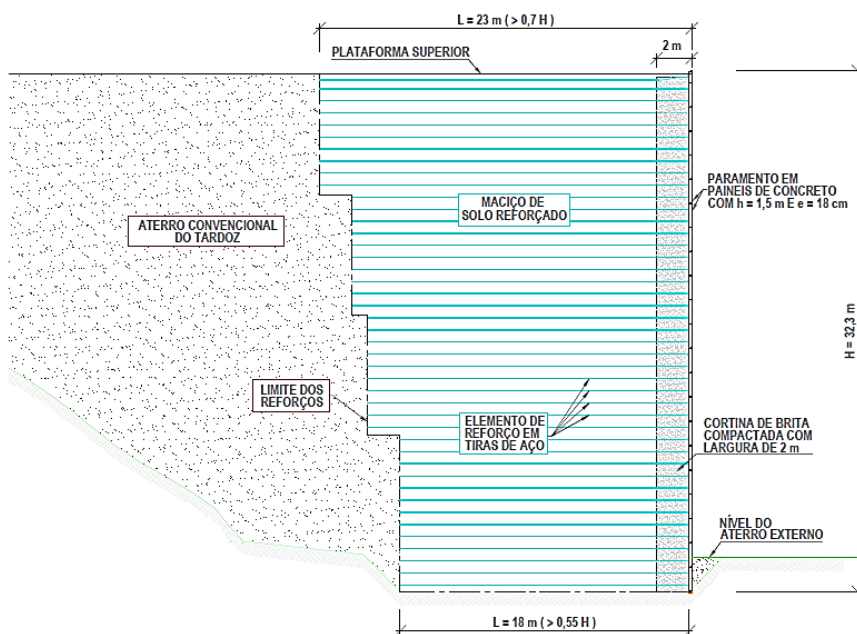 L = 23 m ( > 0,7 H )
2 m
PLATAFORMA SUPERIOR
PARAMENTO EM
PAINEIS DE CONCRETO
COM h = 1,5 m E e = 18 cm
MACIÇO DE
SOLO REFORÇADO
ATERRO CONVENCIONAL
DO TARDOZ
H = 32,3 m
LIMITE DOS
REFORÇOS
ELEMENTO DE
REFORÇO EM
TIRAS DE AÇO
CORTINA DE BRITA
COMPACTADA COM
LARGURA DE 2 m
NÍVEL DO
ATERRO EXTERNO
L = 18 m ( > 0,55 H )